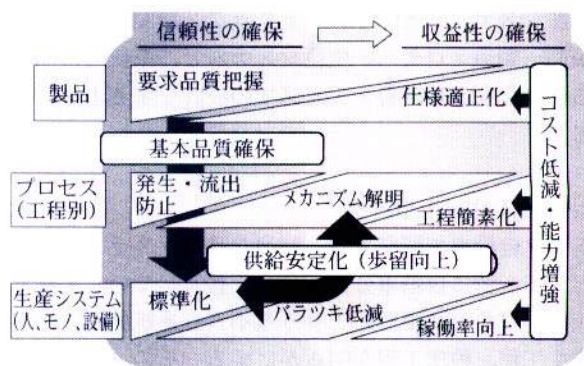 信頼性の確保
収益性の確保
製品
要求品質把握
仕様適正化
基本品質確保
プロセス
(工程別)
発生・流出
防止
メカニズム解明
工程簡素化
供給安定化(歩留向上)
生産システム
(人、モノ、設備)
標準化
バラツキ低減
稼働率向上
コスト低減・能力増強